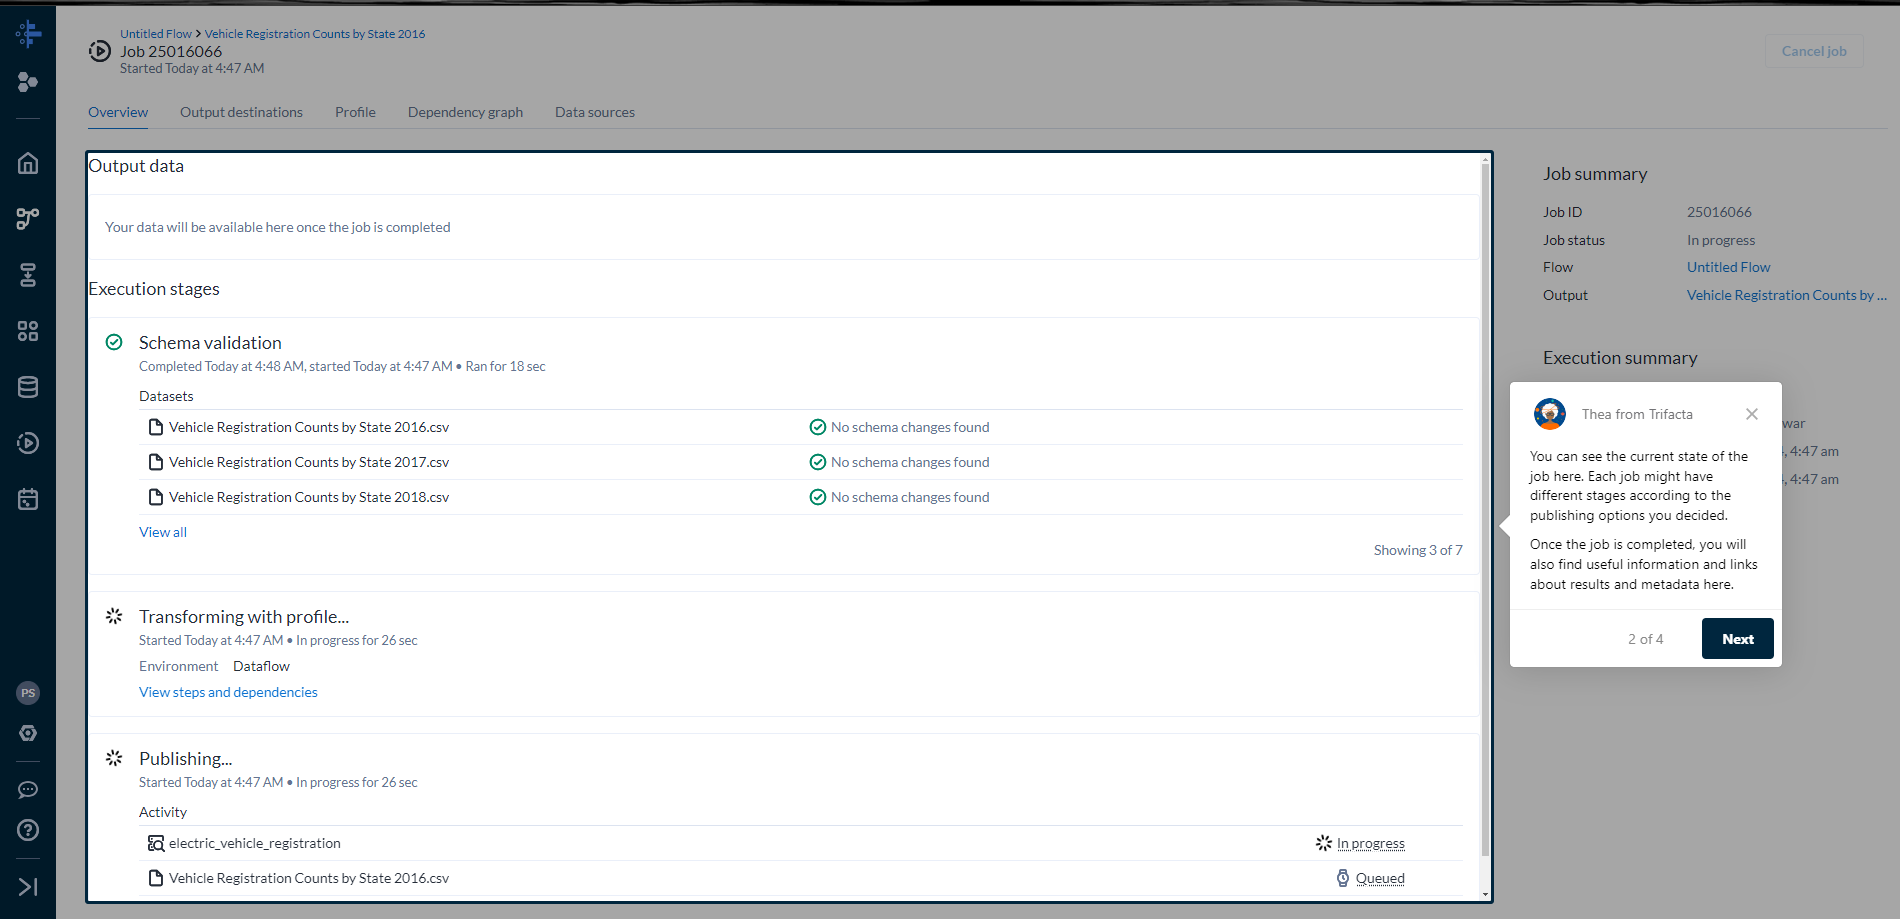 Untitled Flow > Vehicle Registration Counts by State 2016
Job 25016066
Started Today at 4:47 AM
Cancel job
Overview
Output destinations
Profile
Dependency graph
Data sources
Output data
Your data will be available here once the job is completed
Execution stages
Schema validation
Completed Today at 4:48 AM, started Today at 4:47 AM • Ran for 18 sec
Datasets
Vehicle Registration Counts by State 2016.csv
No schema changes found
Vehicle Registration Counts by State 2017.csv
No schema changes found
Vehicle Registration Counts by State 2018.csv
No schema changes found
View all
Showing 3 of 7
Transforming with profile...
Started Today at 4:47 AM • In progress for 26 sec
Environment Dataflow
View steps and dependencies
Publishing...
Started Today at 4:47 AM • In progress for 26 sec
Activity
electric_vehicle_registration
In progress
Vehicle Registration Counts by State 2016.csv
Queued
Job summary
Job ID 25016066
Job status In progress
Flow Untitled Flow
Output Vehicle Registration Counts by ...
Execution summary
war
, 4:47 am
, 4:47 am
Thea from Trifacta
You can see the current state of the
job here. Each job might have
different stages according to the
publishing options you decided.
Once the job is completed, you will
also find useful information and links
about results and metadata here.
2 of 4
Next
PS